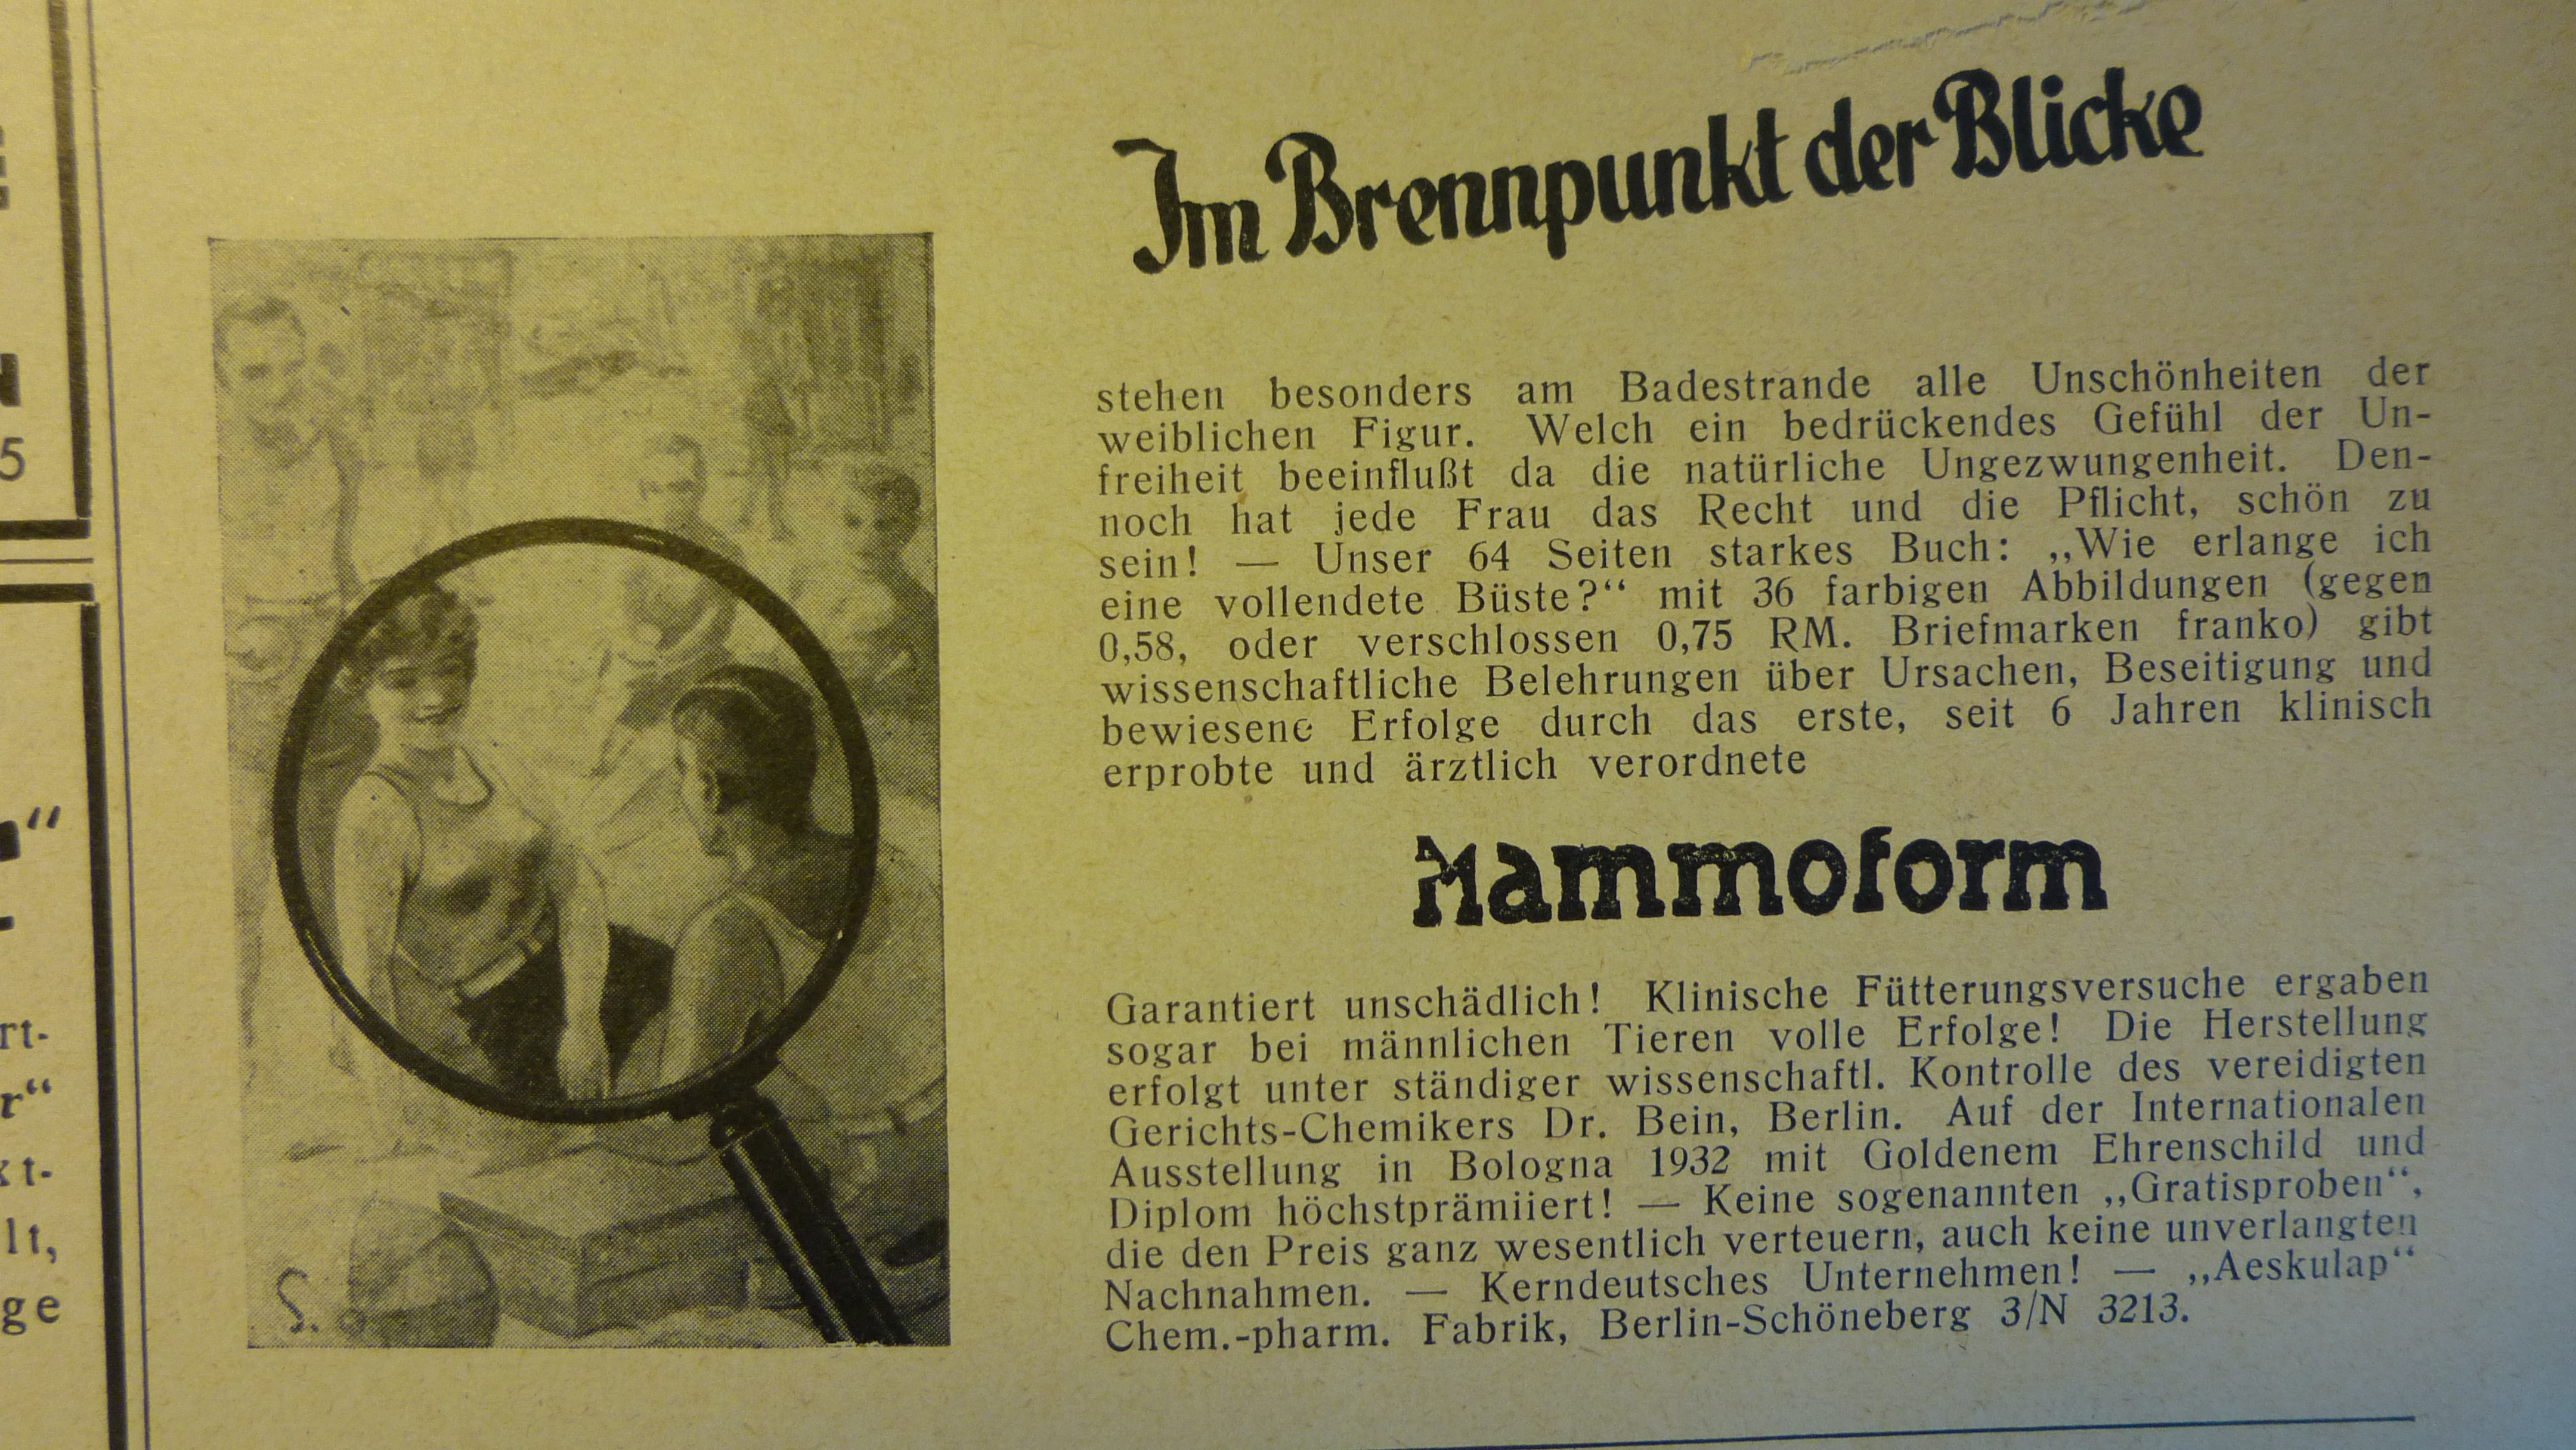 Im Brennpunkt der Blicke
stehen besonders am Badestrande alle Unschönheiten der
weiblichen Figur. Welch ein bedrückendes Gefühl der Un-
freiheit beeinflußt da die natürliche Ungezwungenheit. Den-
noch hat jede Frau das Recht und die Pflicht, schön zu
sein! — Unser 64 Seiten starkes Buch: „Wie erlange ich
eine vollendete Büste?“ mit 36 farbigen Abbildungen (gegen
0,58, oder verschlossen 0,75 RM. Briefmarken franko) gibt
wissenschaftliche Belehrungen über Ursachen, Beseitigung und
bewiesene Erfolge durch das erste, seit 6 Jahren klinisch
erprobte und ärztlich verordnete
Mammoform
Garantiert unschädlich! Klinische Fütterungsversuche ergaben
sogar bei männlichen Tieren volle Erfolge! Die Herstellung
erfolgt unter ständiger wissenschaftl. Kontrolle des vereidigten
Gerichts-Chemikers Dr. Bein, Berlin. Auf der Internationalen
Ausstellung in Bologna 1932 mit Goldenem Ehrenschild und
Diplom höchstprämiiert! — Keine sogenannten „Gratisproben“,
die den Preis ganz wesentlich verteuern, auch keine unverlangten
Nachnahmen. — Kerndeutsches Unternehmen! — „Aeskulap“
Chem.-pharm. Fabrik, Berlin-Schöneberg 3/N 3213.
5
rt-
r“
t-
lt,
ge
S.